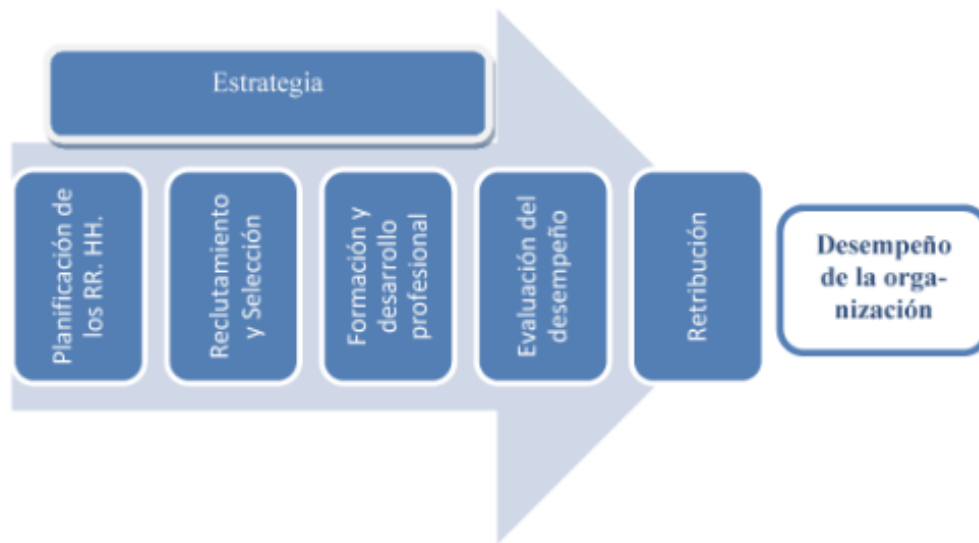 Estrategia
Planificación de
los RR. HH.
Reclutamiento
y Selección
Formación y
desarrollo
profesional
Evaluación del
desempeño
Retribución
Desempeño
de la orga-
nización